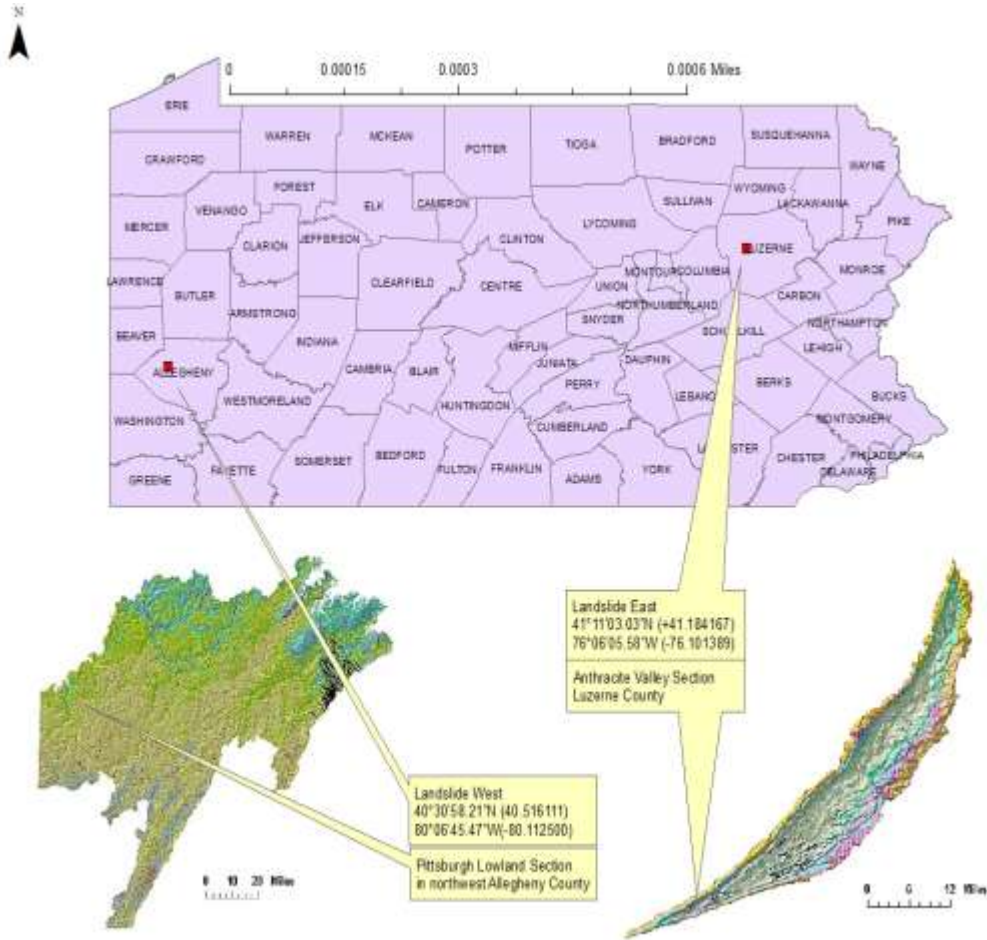 N
0 0.00015 0.0003 0.0006 Miles
ERIE
WARREN MCKEAN TIOGA BRADFORD SUSQUEHANNA
POTTER
CRAWFORD WAYNE
FOREST WYOMING
ELK CAMERON SULLIVAN LACKAWANNA
VENANGO
MERCER LYCOMING PIKE
JEFFERSON CLINTON
CLARION UZERNE
LAWRENCE CLEARFIELD CENTRE MONTOUR COLUMBIA MONROE
BUTLER UNION CARBON
ARMSTRONG NORTHUMBERLAND
SNYDER NORTHAMPTON
BEAVER SCH LKILL
INDIANA MIFFLIN LEHIGH
ALLEGHENY CAMBRIA BLAIR JUNIATA DAUPHIN
PERRY BERKS
WESTMORELAND HUNTINGDON LEBANO BUCKS
WASHINGTON CUMBERLAND MONTGOMERY
SOMERSET BEDFORD LA STER PHILADELPHIA
FAYETTE FULTON FRANKLIN YORK CHESTER DELAWARE
GREENE ADAMS
Landslide East
41°11'03.03"N (+41.184167)
76°06'05.58"W (-76.101389)
Anthracite Valley Section
Luzerne County
Landslide West
40°30'58.21"N (40.516111)
80°06'45.47"W(-80.112500)
Pittsburgh Lowland Section
in northwest Allegheny County
0 10 20 Miles
0 6 12 Miles